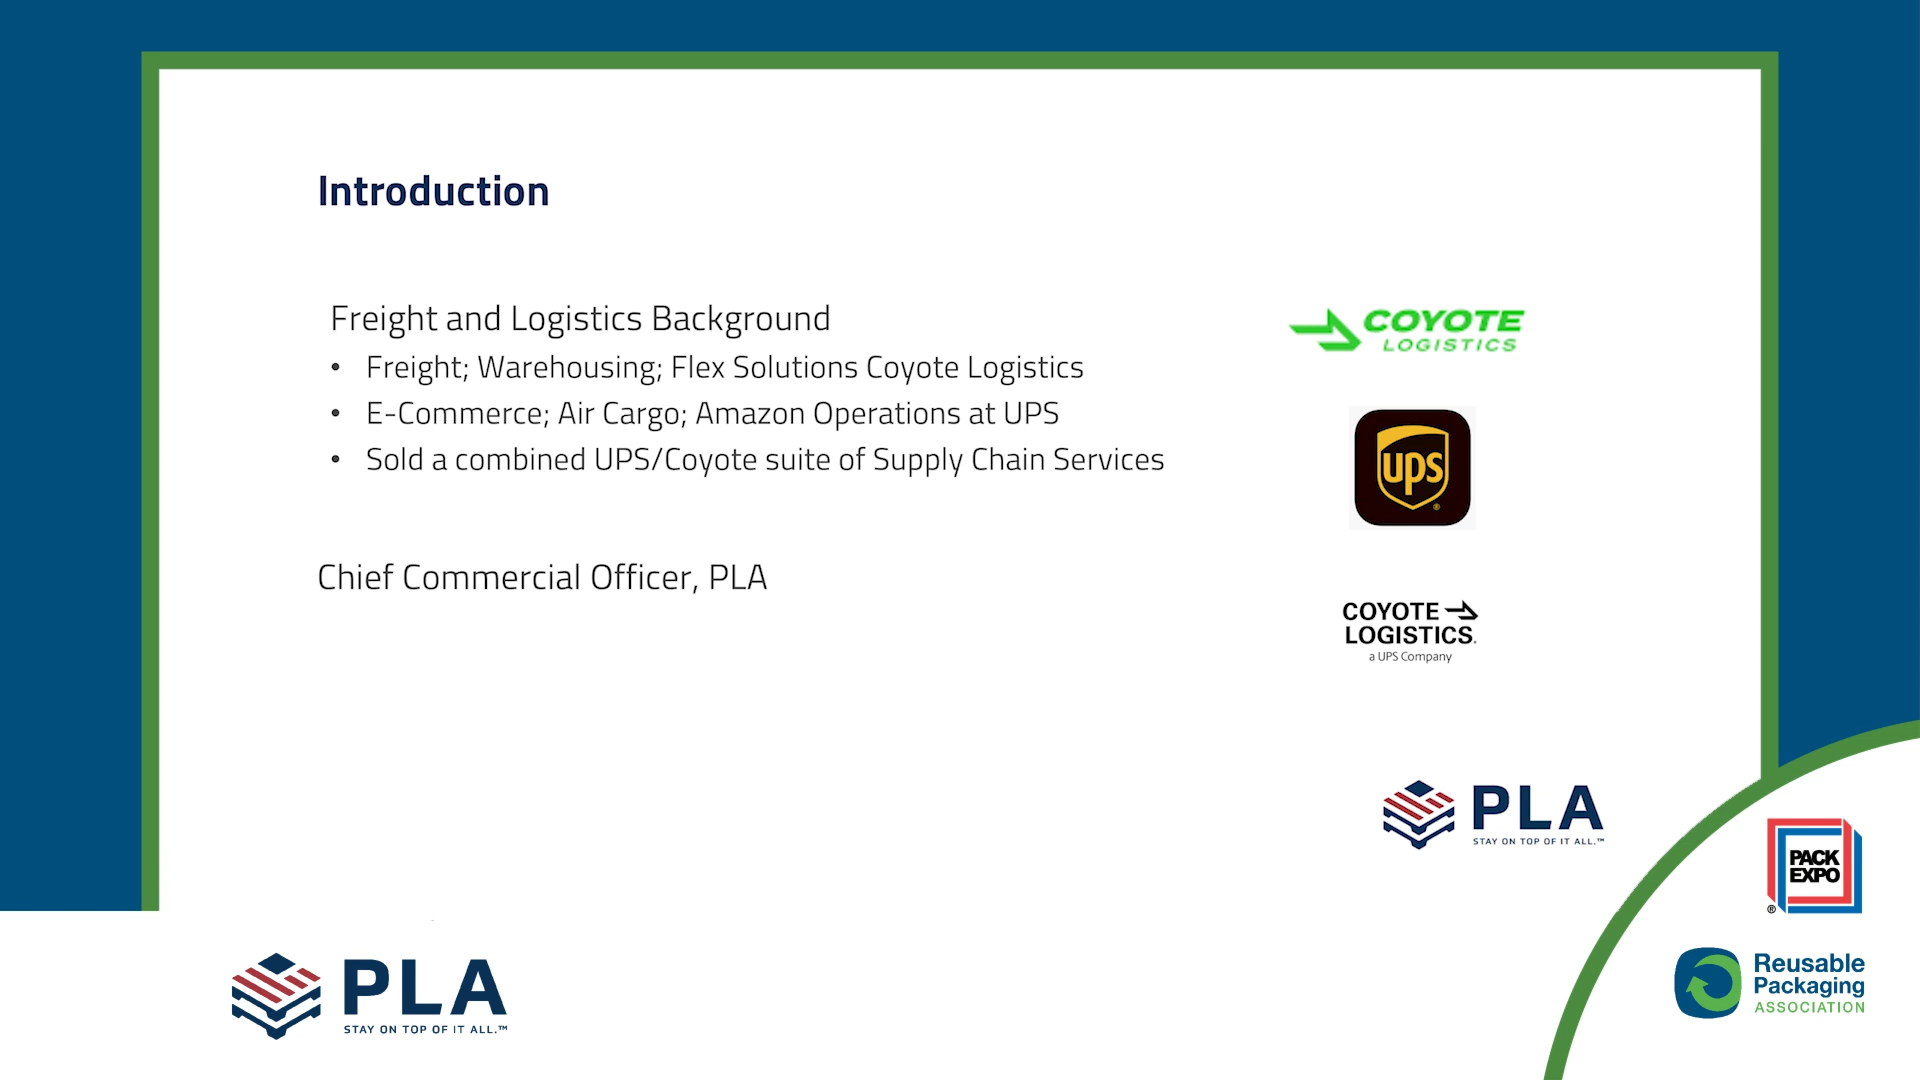 Introduction
Freight and Logistics Background
• Freight; Warehousing; Flex Solutions Coyote Logistics
• E-Commerce; Air Cargo; Amazon Operations at UPS
• Sold a combined UPS/Coyote suite of Supply Chain Services
Chief Commercial Officer, PLA
COYOTE
LOGISTICS
ups
®
COYOTE
LOGISTICS.
a UPS Company
PLA
STAY ON TOP OF IT ALL.™
PACK
EXPO
®
Reusable
Packaging
ASSOCIATION
PLA
STAY ON TOP OF IT ALL.™